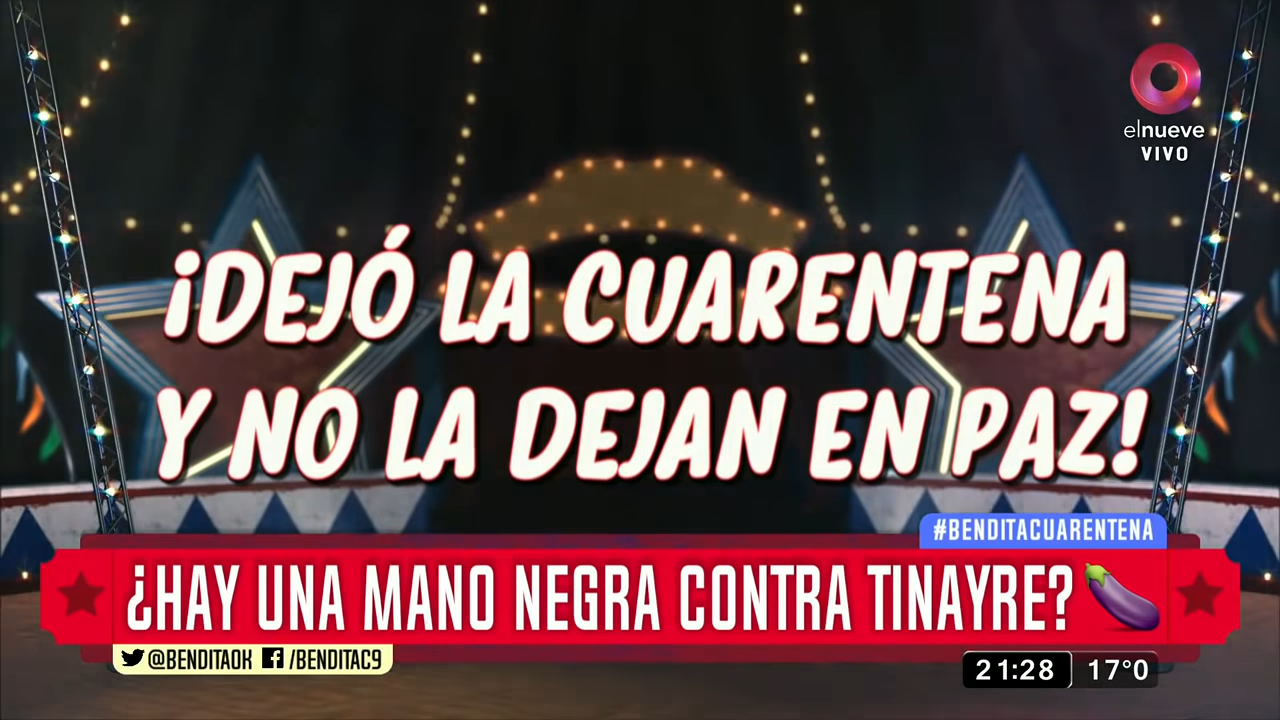 elnueve
VIVO
¡DEJÓ LA CUARENTENA
Y NO LA DEJAN EN PAZ!
#BENDITACUARENTENA
¿HAY UNA MANO NEGRA CONTRA TINAYRE?🍆
@BENDITAOK /BENDITAC9
21:28 17°0